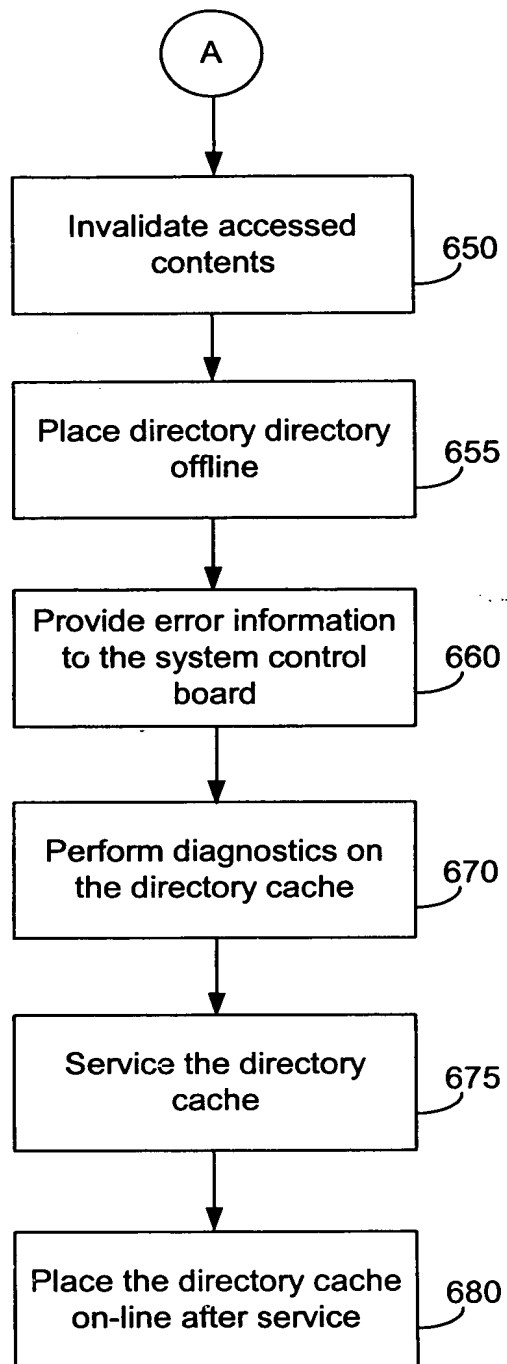 A
Invalidate accessed
contents
650
Place directory directory
offline
655
Provide error information
to the system control
board
660
Perform diagnostics on
the directory cache
670
Service the directory
cache
675
Place the directory cache
on-line after service
680